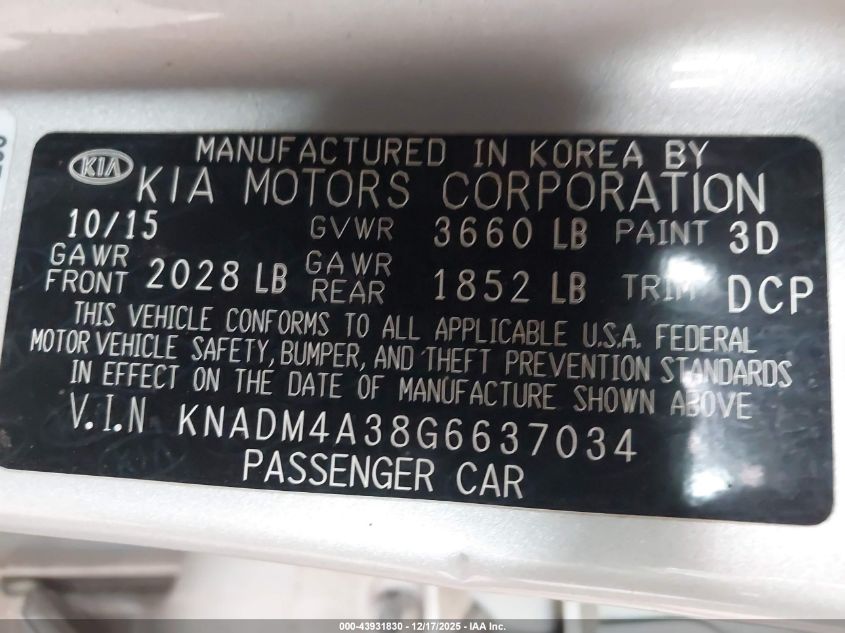 MANUFACTURED IN KOREA BY
KIA
KIA MOTORS CORPORATION
10/15 GVWR 3660 LB PAINT 3D
GAWR FRONT 2028 LB GAWR REAR 1852 LB TRIM DCP
THIS VEHICLE CONFORMS TO ALL APPLICABLE U.S.A. FEDERAL
MOTOR VEHICLE SAFETY, BUMPER, AND THEFT PREVENTION STANDARDS
IN EFFECT ON THE DATE OF MANUFACTURE SHOWN ABOVE
V.I.N KNADM4A38G6637034
PASSENGER CAR
000-43931830 - 12/17/2025 - © IAA Inc.